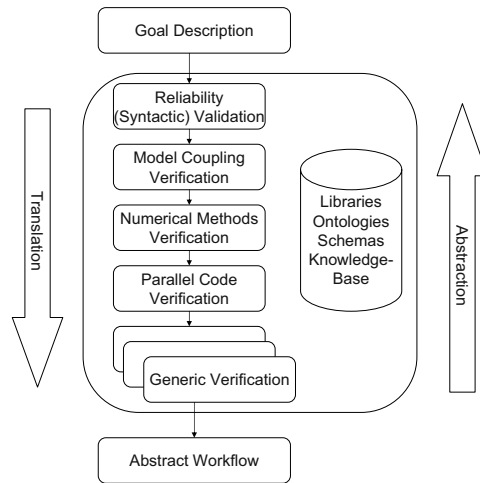 Goal Description
Reliability
(Syntactic) Validation
Model Coupling
Verification
Numerical Methods
Verification
Parallel Code
Verification
Generic Verification
Abstract Workflow
Translation
Libraries
Ontologies
Schemas
Knowledge-
Base
Abstraction